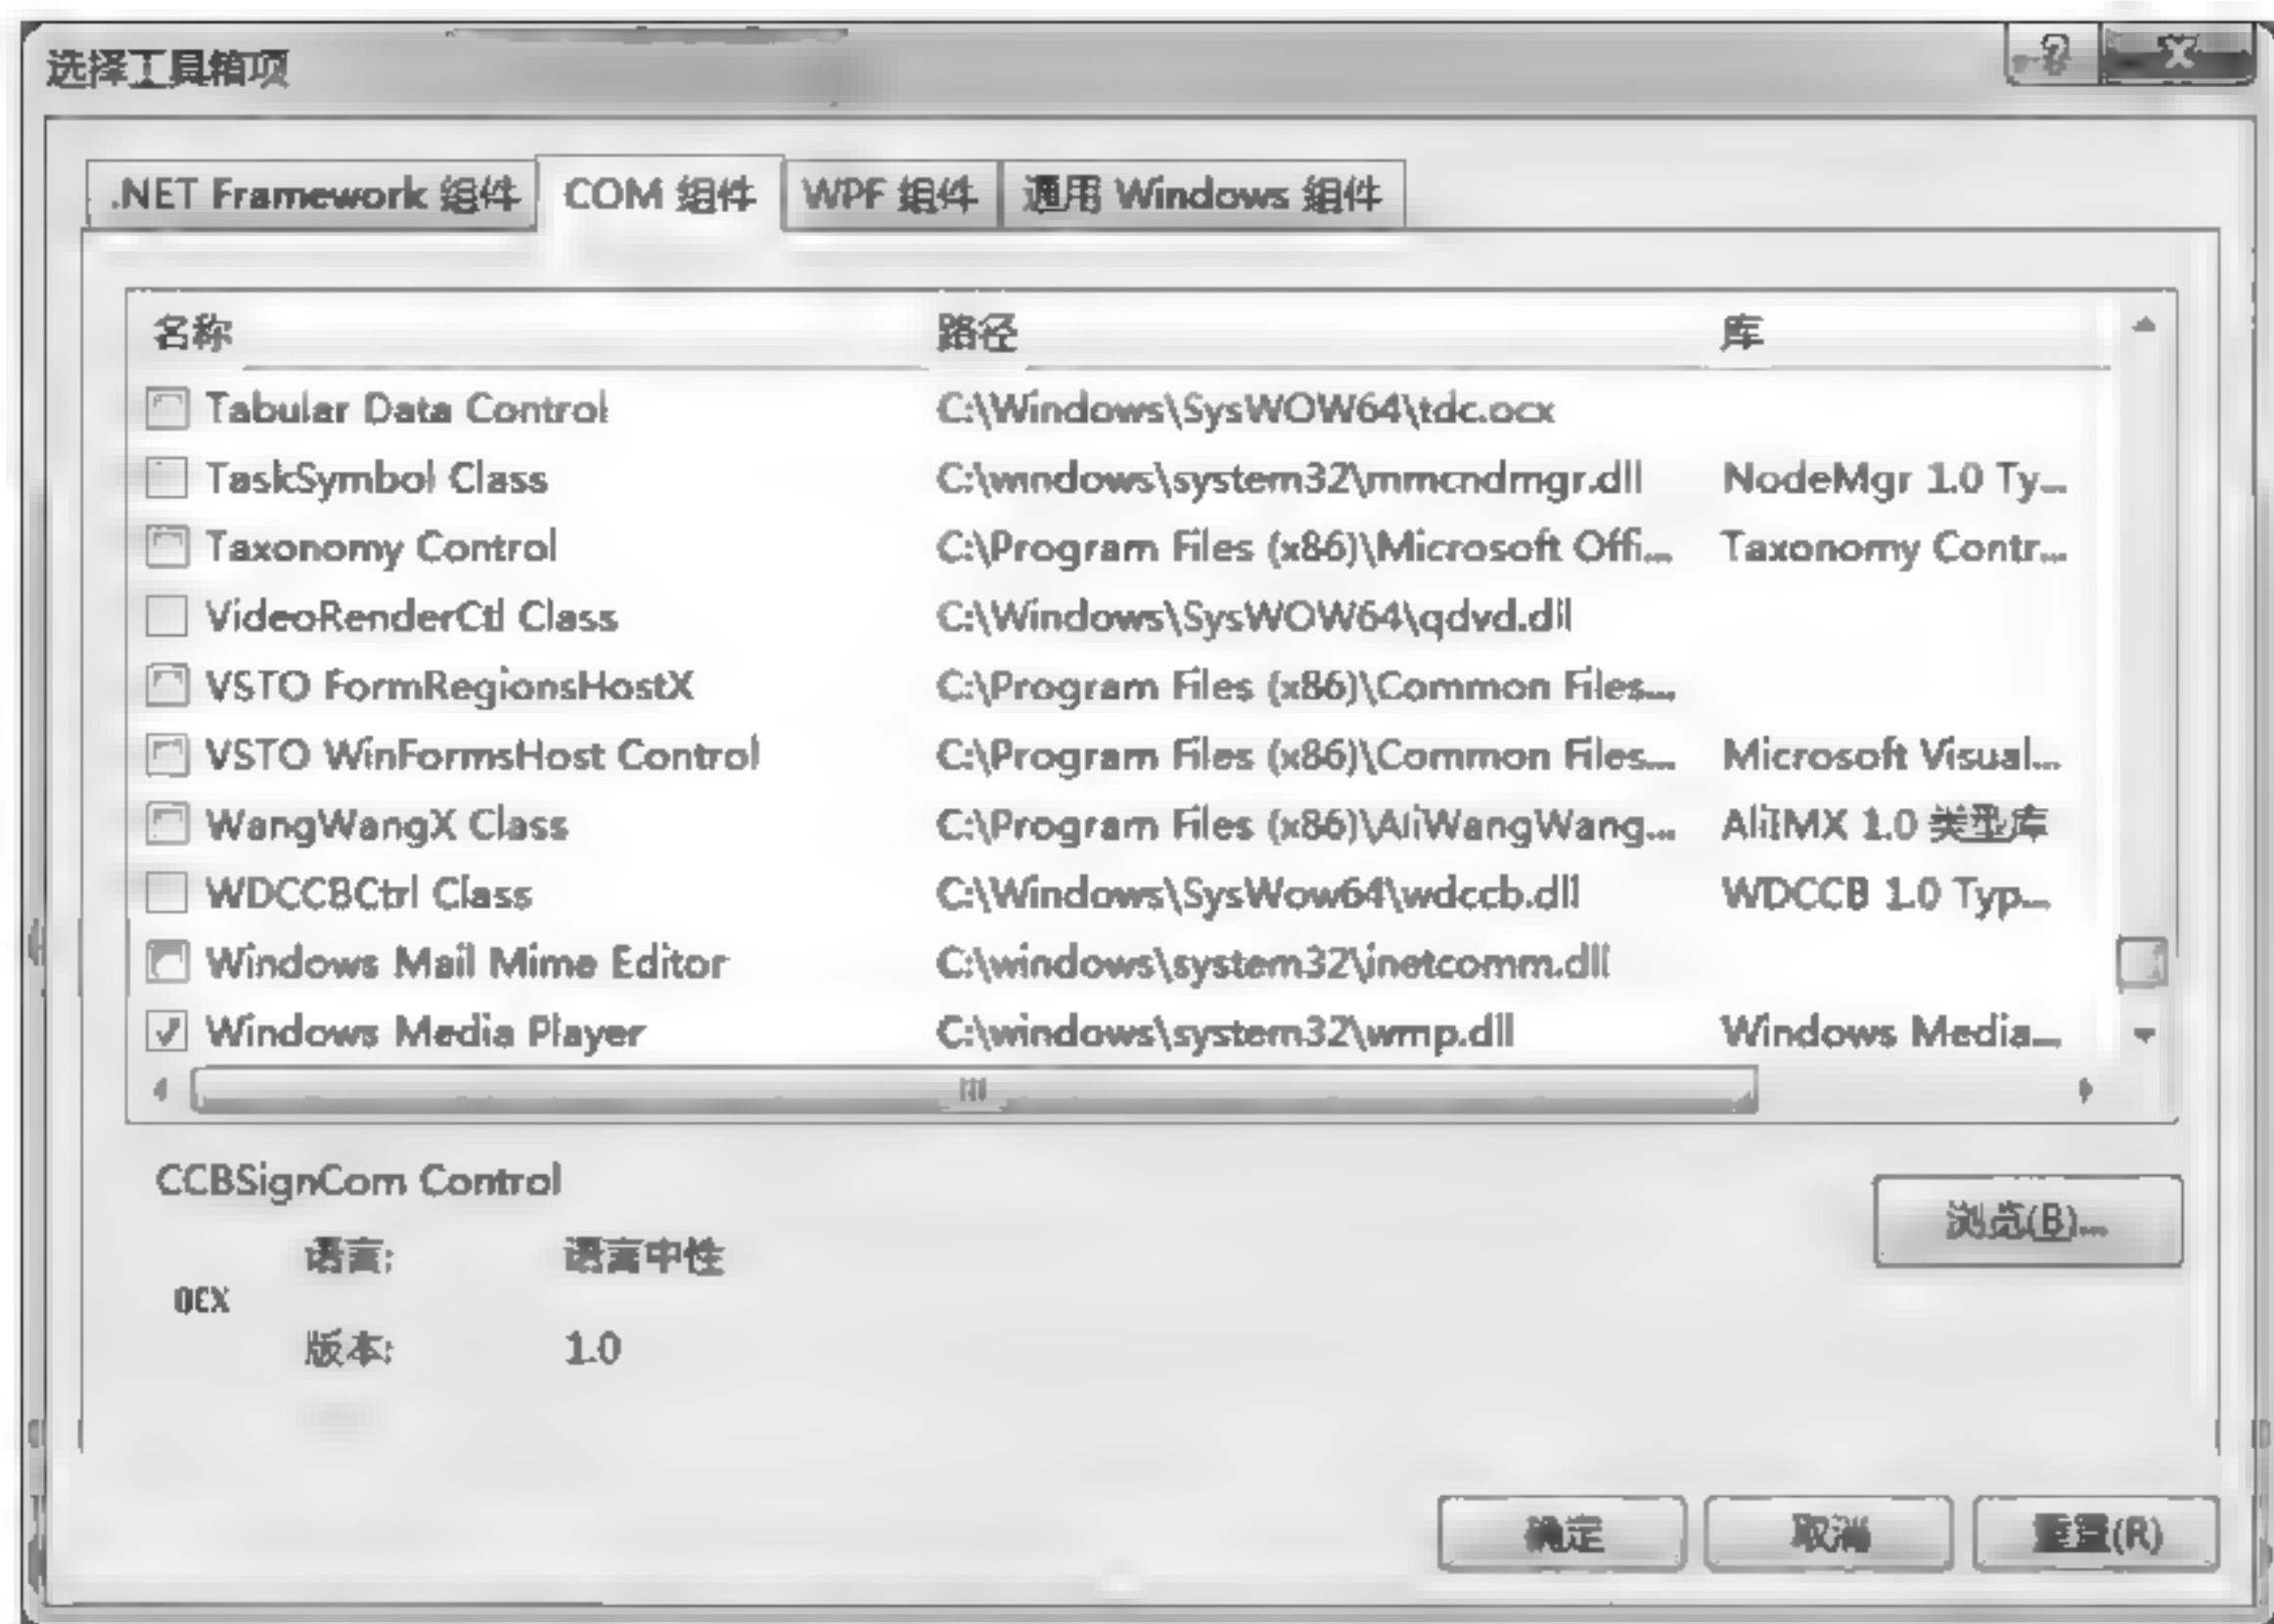 选择工具箱项
.NET Framework 组件 COM 组件 WPF 组件 通用 Windows 组件
名称 路径 库
Tabular Data Control C:\Windows\SysWOW64\tdc.ocx
TaskSymbol Class C:\windows\system32\mmcndmgr.dll NodeMgr 1.0 Ty...
Taxonomy Control C:\Program Files (x86)\Microsoft Offi... Taxonomy Contr...
VideoRenderCtl Class C:\Windows\SysWOW64\qdvd.dll
VSTO FormRegionsHostX C:\Program Files (x86)\Common Files...
VSTO WinFormsHost Control C:\Program Files (x86)\Common Files... Microsoft Visual...
WangWangX Class C:\Program Files (x86)\AliWangWang... AliIMX 1.0 类型库
WDCCBCtrl Class C:\Windows\SysWow64\wdccb.dll WDCCB 1.0 Typ...
Windows Mail Mime Editor C:\windows\system32\inetcomm.dll
Windows Media Player C:\windows\system32\wmp.dll Windows Media...
CCBSignCom Control
浏览(B)...
语言: 语言中性
OCX
版本: 1.0
确定 取消 重置(R)